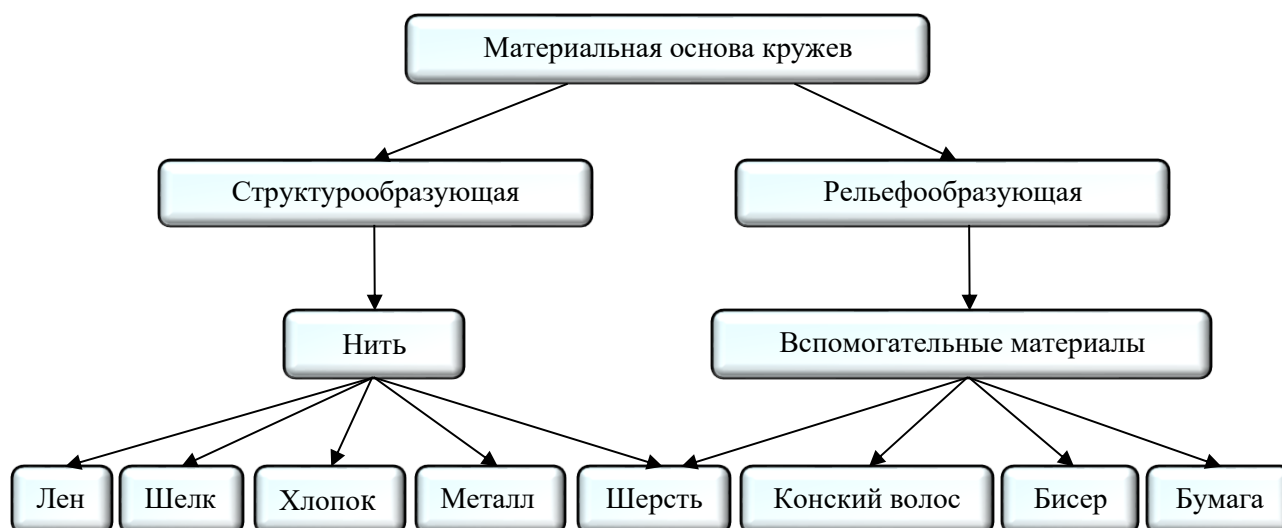 Материальная основа кружев
Структурообразующая
Рельефообразующая
Нить
Вспомогательные материалы
Лен
Шелк
Хлопок
Металл
Шерсть
Конский волос
Бисер
Бумага